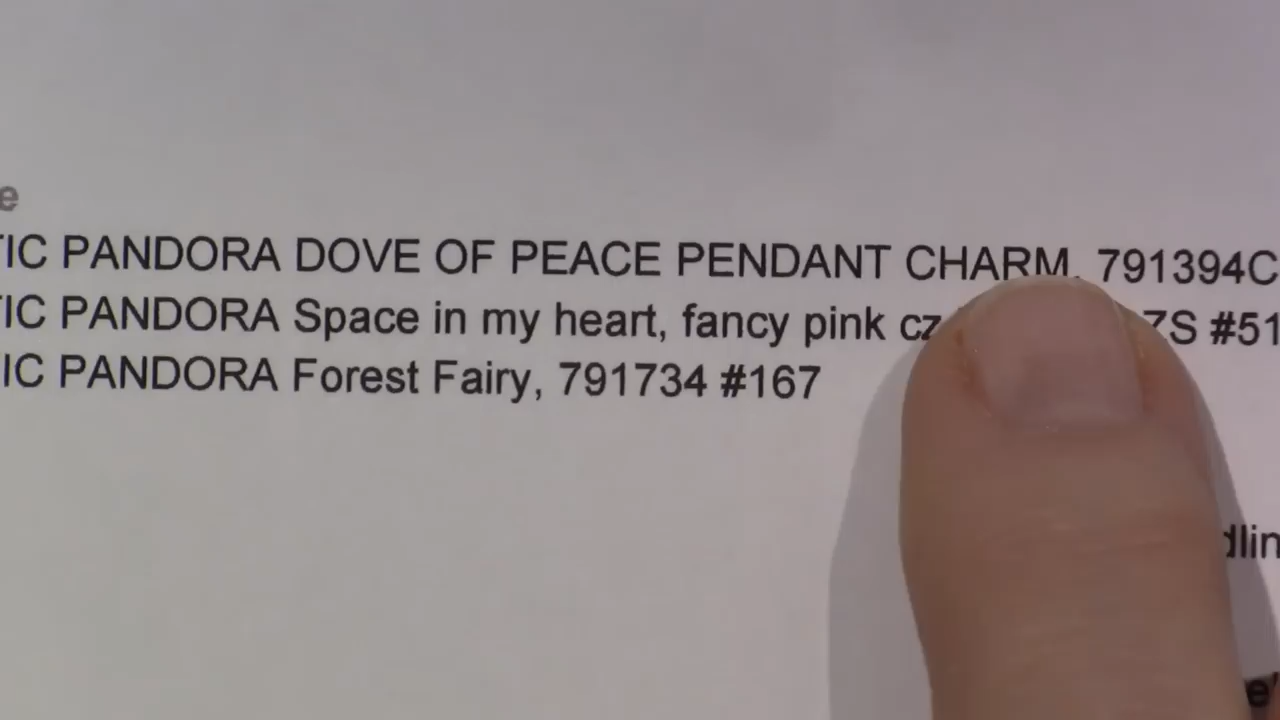 e
TIC PANDORA DOVE OF PEACE PENDANT CHARM, 791394C
TIC PANDORA Space in my heart, fancy pink cz ZS #51
IC PANDORA Forest Fairy, 791734 #167
dlin
e'